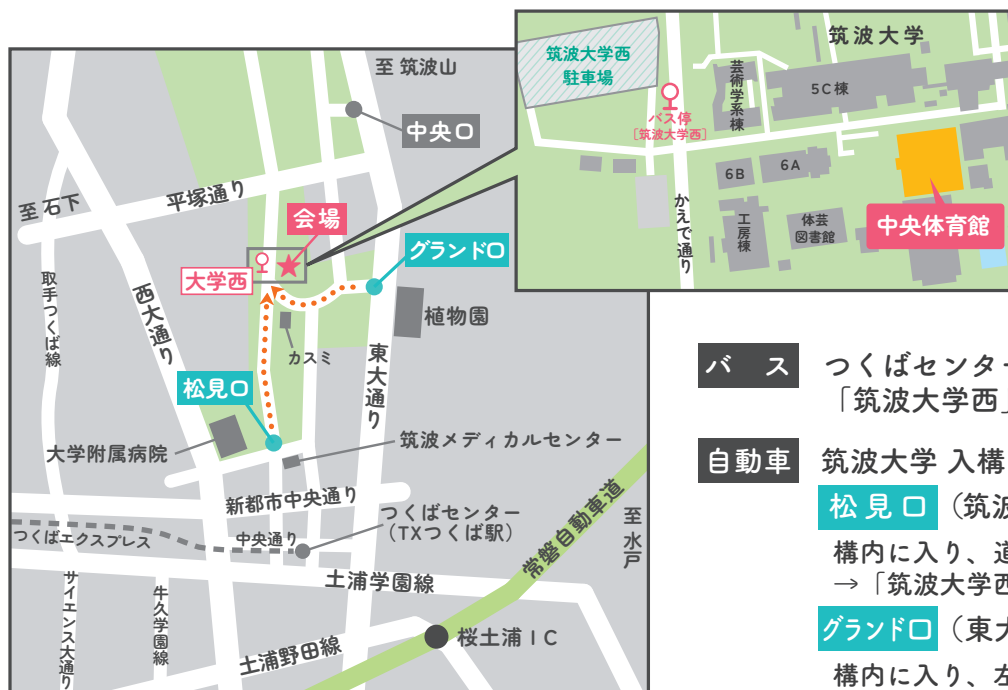 至 筑波山
中央口
平塚通り
至 石下
会場
グランド口
大学西
取手つくば線
西大通り
植物園
カスミ
東大通り
松見口
大学附属病院
筑波メディカルセンター
新都市中央通り
つくばセンター
（TXつくば駅）
つくばエクスプレス
中央通り
常磐自動車道
至 水戸
土浦学園線
サイエンス大通り
牛久学園線
土浦野田線
桜土浦IC
筑波大学
筑波大学西
駐車場
芸術学系棟
5C棟
バス停
［筑波大学西］
6B
6A
かえで通り
工房棟
体芸
図書館
中央体育館
バス つくばセンター
「筑波大学西」
自動車 筑波大学 入構
松見口（筑波
構内に入り、道
→「筑波大学西
グランド口（東大
構内に入り、左